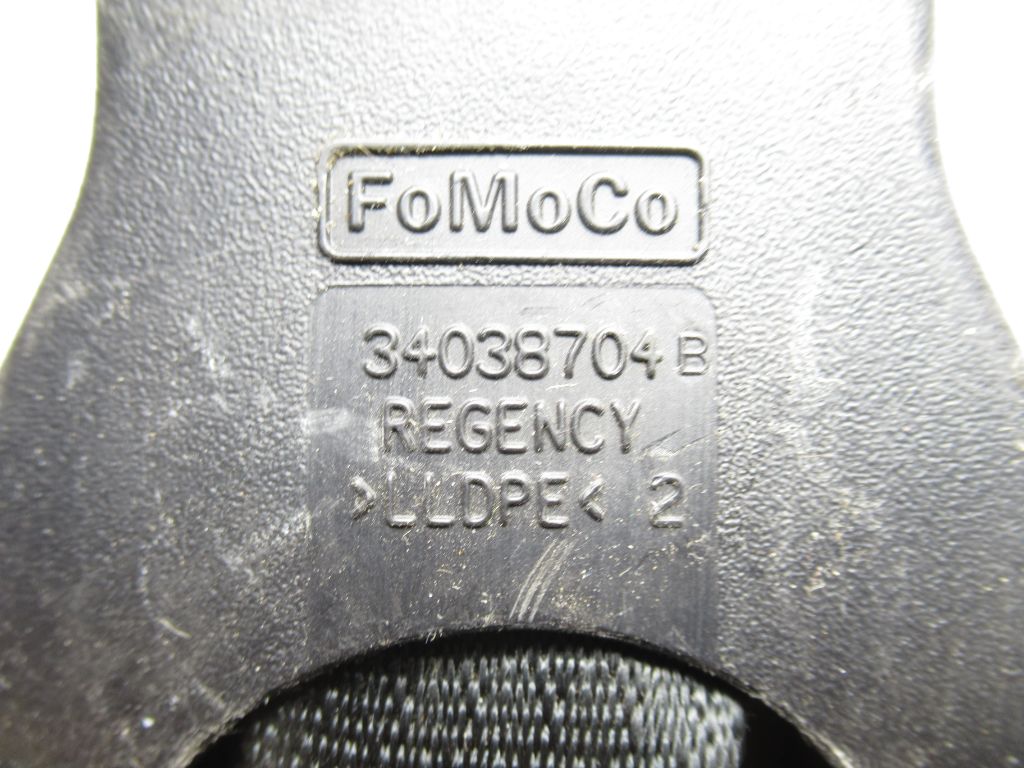 FoMoCo
34038704 B
REGENCY
>LLDPE< 2